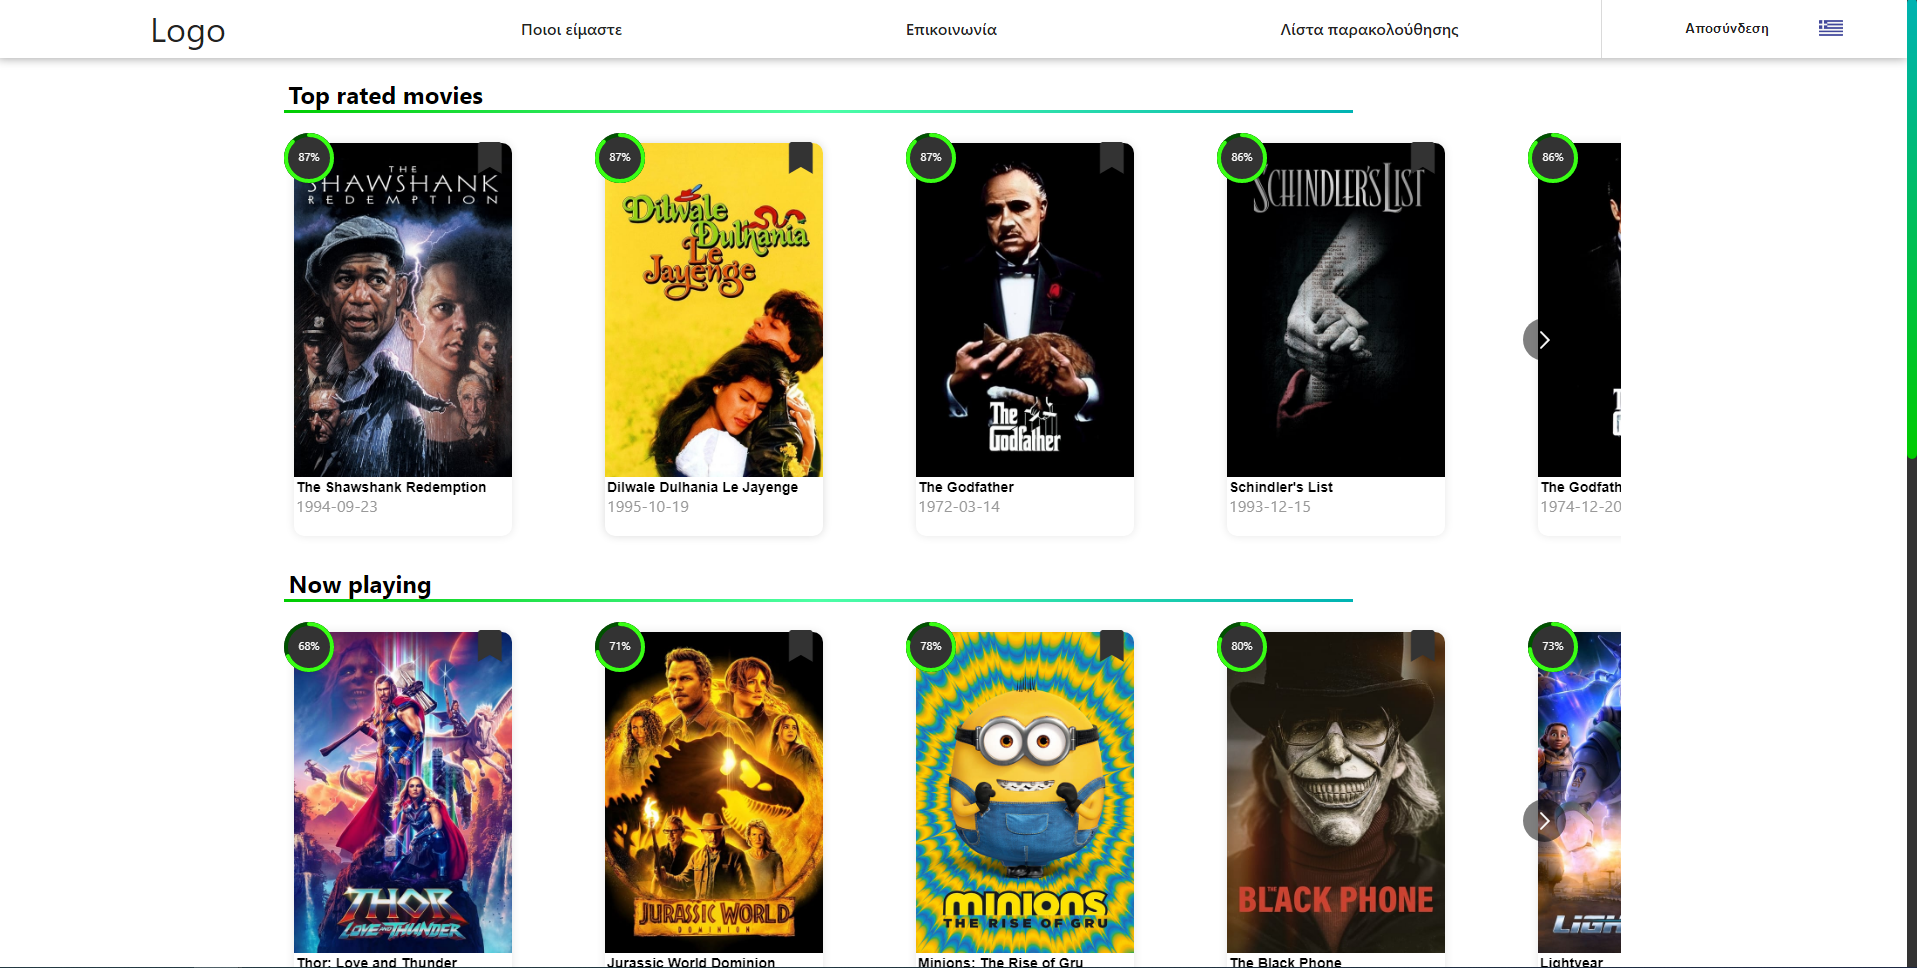 Logo
Ποιοι είμαστε
Επικοινωνία
Λίστα παρακολούθησης
Αποσύνδεση
Top rated movies
87%
87%
87%
86%
86%
THE
SHAWSHANK
REDEMPTION
Dilwale
Dulhania
Le
Jayenge
The
Godfather
SCHINDLER'S LIST
The Shawshank Redemption
1994-09-23
Dilwale Dulhania Le Jayenge
1995-10-19
The Godfather
1972-03-14
Schindler's List
1993-12-15
The Godfath
1974-12-20
Now playing
68%
71%
78%
80%
73%
THOR
LOVE AND THUNDER
JURASSIC WORLD
DOMINION
MINIONS
THE RISE OF GRU
THE BLACK PHONE
LIGH
Thor: Love and Thunder
Jurassic World Dominion
Minions: The Rise of Gru
The Black Phone
Lightyear